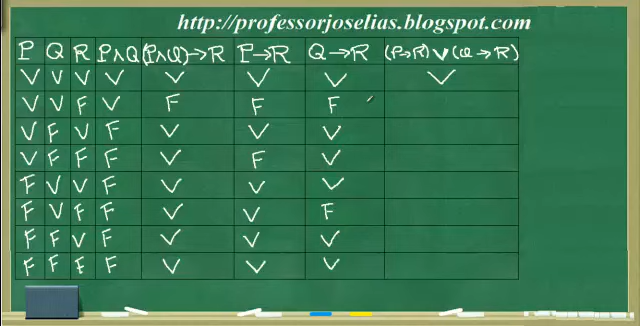 http://professorjoselias.blogspot.com
P Q R P∧Q (P∧Q)→R P→R Q→R (P→R)∨(Q→R)
V V V V V V V V
V V F V F F F
V F V F V V V
V F F F V F V
F V V F V V V
F V F F V V F
F F V F V V V
F F F F V V V